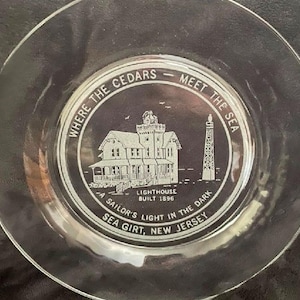 WHERE THE CEDARS — MEET THE SEA
LIGHTHOUSE
BUILT 1896
A SAILOR'S LIGHT IN THE DARK
SEA GIRT, NEW JERSEY